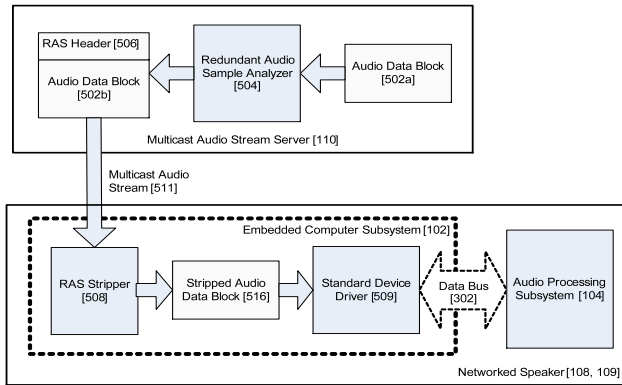 RAS Header [506]
Audio Data Block
[502b]
Redundant Audio
Sample Analyzer
[504]
Audio Data Block
[502a]
Multicast Audio Stream Server [110]
Multicast Audio
Stream [511]
Embedded Computer Subsystem [102]
RAS Stripper
[508]
Stripped Audio
Data Block [516]
Standard Device
Driver [509]
Data Bus
[302]
Audio Processing
Subsystem [104]
Networked Speaker [108, 109]